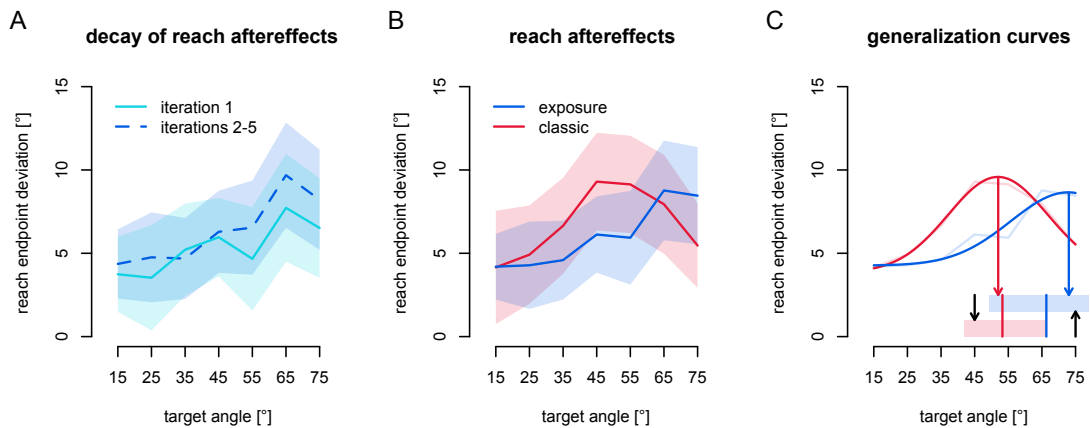 A
decay of reach aftereffects
reach endpoint deviation [°]
0 5 10 15
iteration 1
iterations 2-5
15 25 35 45 55 65 75
target angle [°]
B
reach aftereffects
reach endpoint deviation [°]
0 5 10 15
exposure
classic
15 25 35 45 55 65 75
target angle [°]
C
generalization curves
reach endpoint deviation [°]
0 5 10 15
15 25 35 45 55 65 75
target angle [°]